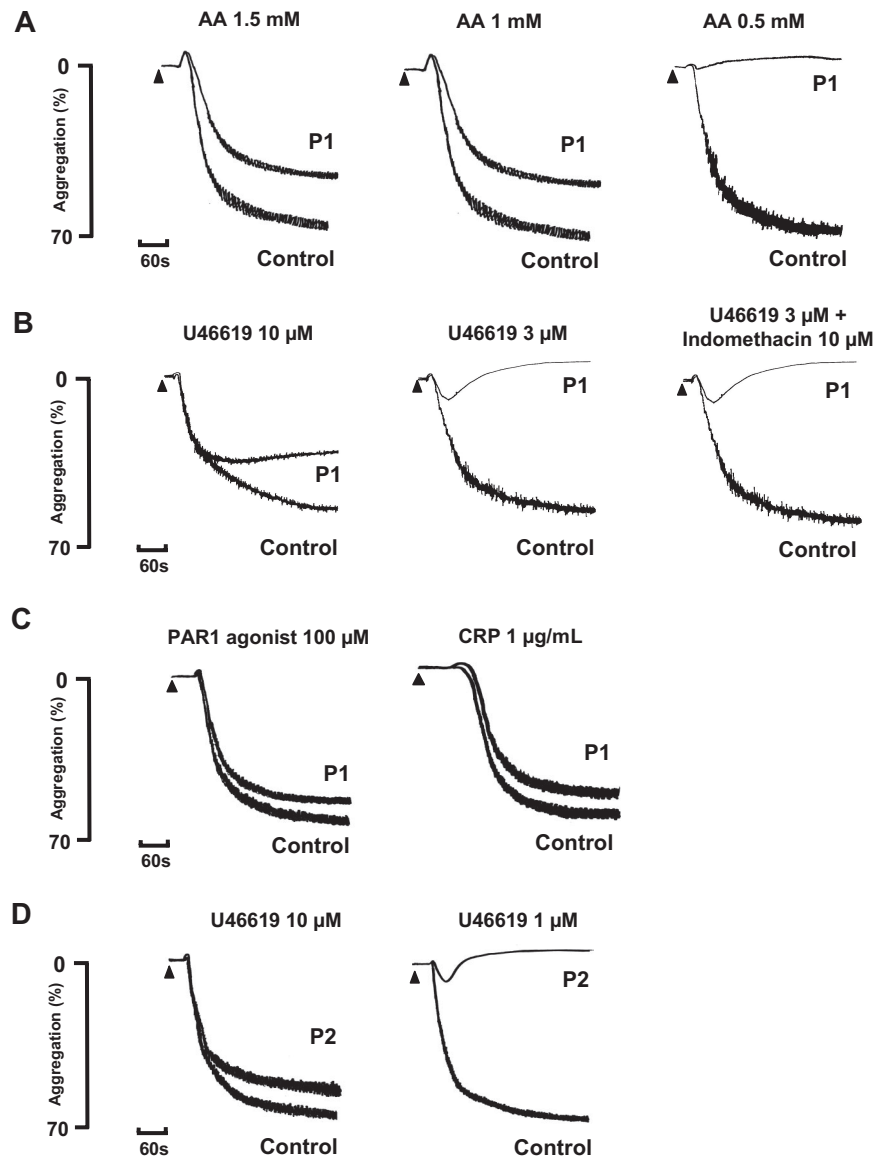 A
AA 1.5 mM
AA 1 mM
AA 0.5 mM
Aggregation (%)
0
70
60s
P1
Control
P1
Control
P1
Control
B
U46619 10 µM
U46619 3 µM
U46619 3 µM +
Indomethacin 10 µM
Aggregation (%)
0
70
60s
P1
Control
P1
Control
P1
Control
C
PAR1 agonist 100 µM
CRP 1 µg/mL
Aggregation (%)
0
70
60s
P1
Control
P1
Control
D
U46619 10 µM
U46619 1 µM
Aggregation (%)
0
70
60s
P2
Control
P2
Control